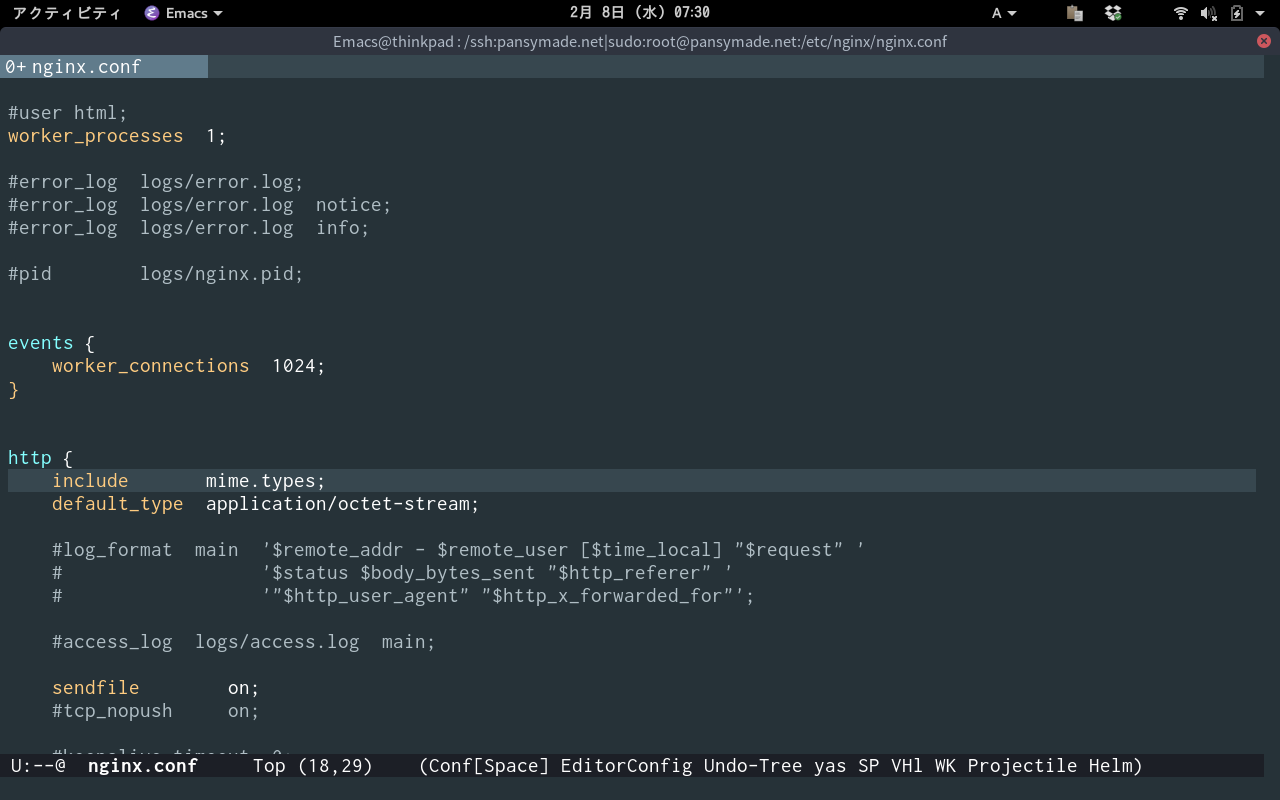 アクティビティ Emacs 2月 8日 (水) 07:30 A
Emacs@thinkpad : /ssh:pansymade.net|sudo:root@pansymade.net:/etc/nginx/nginx.conf
0+ nginx.conf
#user html;
worker_processes  1;
#error_log  logs/error.log;
#error_log  logs/error.log  notice;
#error_log  logs/error.log  info;
#pid        logs/nginx.pid;
events {
    worker_connections  1024;
}
http {
    include       mime.types;
    default_type  application/octet-stream;
    #log_format  main  '$remote_addr - $remote_user [$time_local] "$request" '
    #                  '$status $body_bytes_sent "$http_referer" '
    #                  '"$http_user_agent" "$http_x_forwarded_for"';
    #access_log  logs/access.log  main;
    sendfile        on;
    #tcp_nopush     on;
    #keepalive_timeout  0;
U:--@  nginx.conf     Top (18,29)    (Conf[Space] EditorConfig Undo-Tree yas SP VHl WK Projectile Helm)